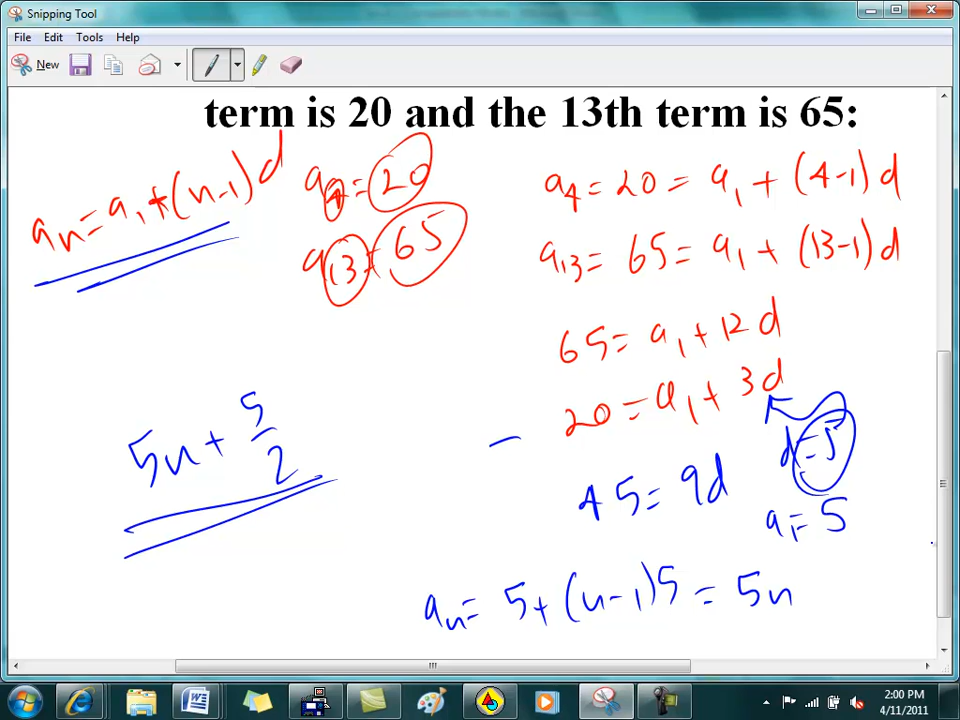 Snipping Tool
File Edit Tools Help
New
term is 20 and the 13th term is 65:
aₙ = a₁ + (n-1)d
a₄ = 20
a₁₃ = 65
a₄ = 20 = a₁ + (4-1)d
a₁₃ = 65 = a₁ + (13-1)d
65 = a₁ + 12d
20 = a₁ + 3d
-
45 = 9d
d = 5
a₁ = 5
5n + 5/2
aₙ = 5 + (n-1)5 = 5n
2:00 PM
4/11/2011